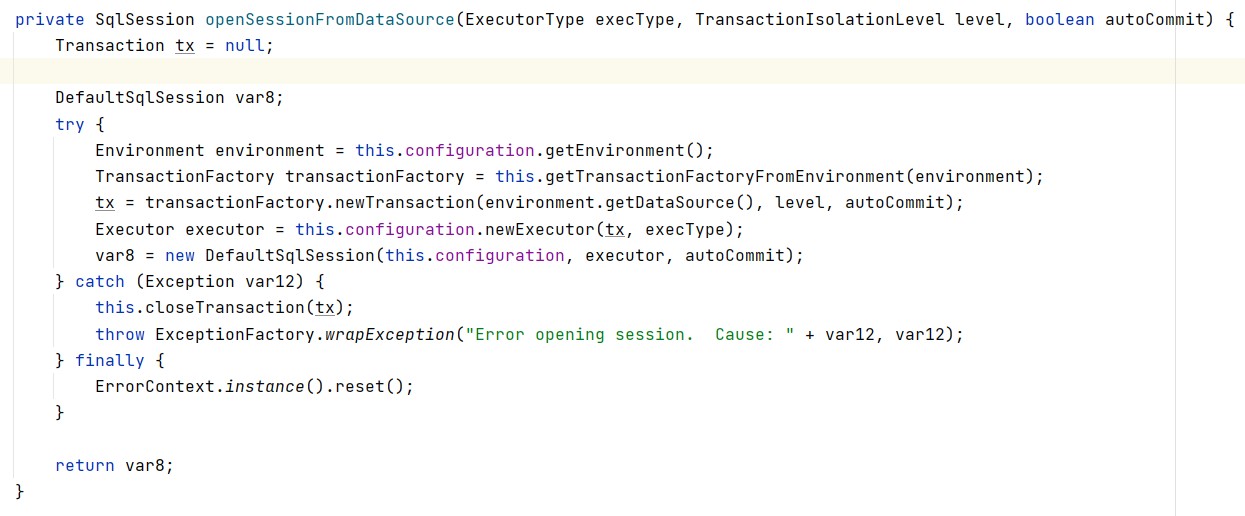 private SqlSession openSessionFromDataSource(ExecutorType execType, TransactionIsolationLevel level, boolean autoCommit) {
    Transaction tx = null;

    DefaultSqlSession var8;
    try {
        Environment environment = this.configuration.getEnvironment();
        TransactionFactory transactionFactory = this.getTransactionFactoryFromEnvironment(environment);
        tx = transactionFactory.newTransaction(environment.getDataSource(), level, autoCommit);
        Executor executor = this.configuration.newExecutor(tx, execType);
        var8 = new DefaultSqlSession(this.configuration, executor, autoCommit);
    } catch (Exception var12) {
        this.closeTransaction(tx);
        throw ExceptionFactory.wrapException("Error opening session.  Cause: " + var12, var12);
    } finally {
        ErrorContext.instance().reset();
    }

    return var8;
}